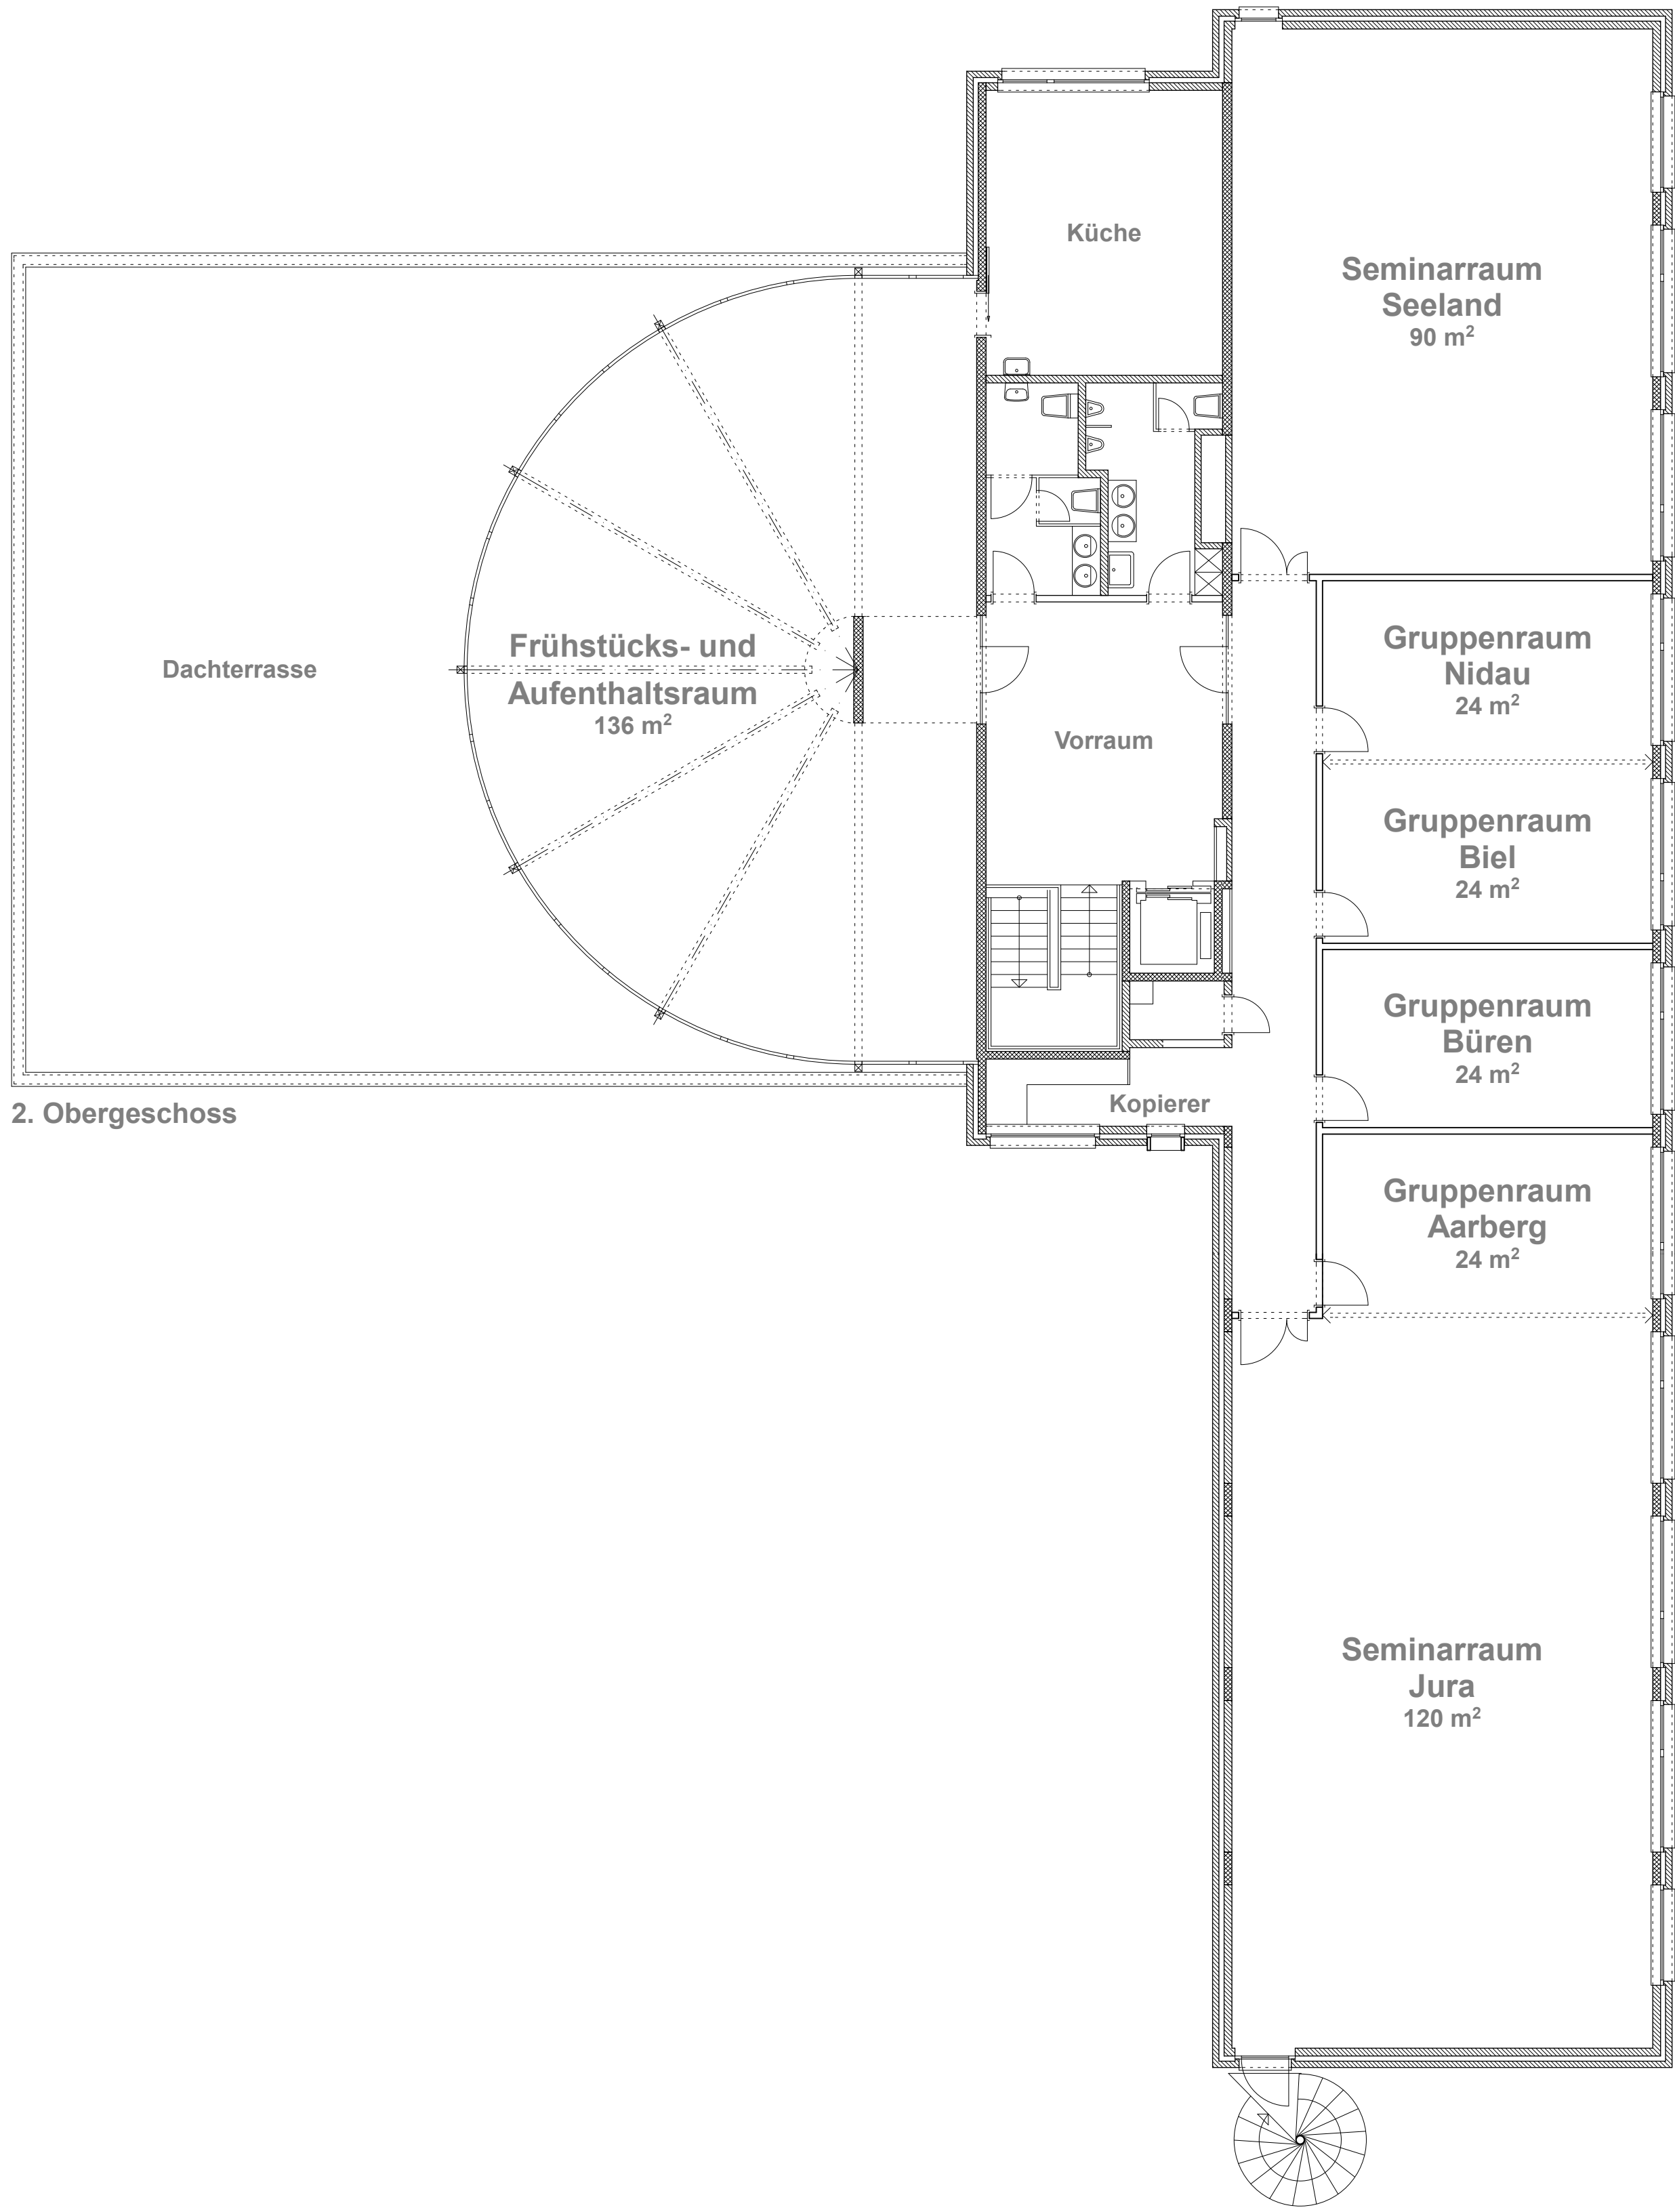 Küche
Seminarraum
Seeland
90 m²
Dachterrasse
Frühstücks- und
Aufenthaltsraum
136 m²
Vorraum
Gruppenraum
Nidau
24 m²
Gruppenraum
Biel
24 m²
Gruppenraum
Büren
24 m²
2. Obergeschoss
Kopierer
Gruppenraum
Aarberg
24 m²
Seminarraum
Jura
120 m²